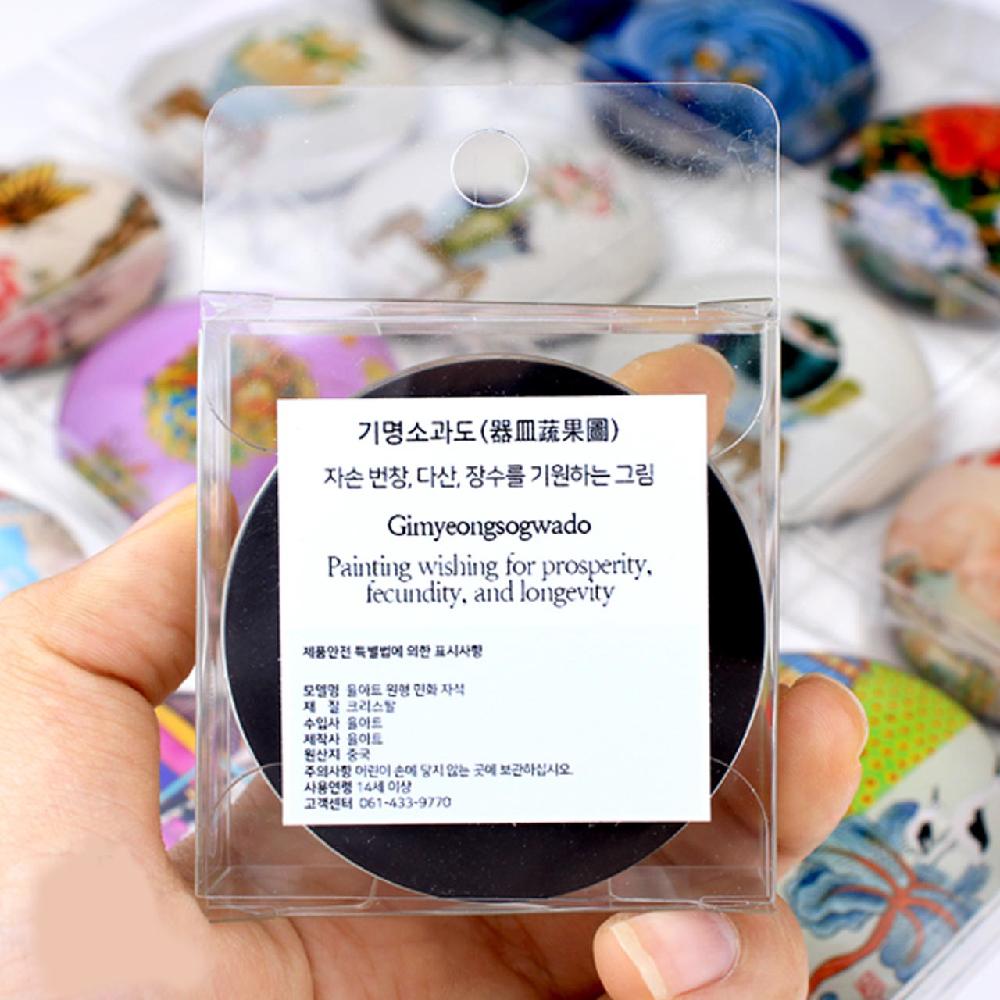 기명소과도(器皿蔬果圖)
자손 번창, 다산, 장수를 기원하는 그림
Gimyeongsogwado
Painting wishing for prosperity,
fecundity, and longevity
제품안전 특별법에 의한 표시사항
모델명 율아트 원형 민화 자석
재 질 크리스탈
수입사 율아트
제작사 율아트
원산지 중국
주의사항 어린이 손에 닿지 않는 곳에 보관하십시오.
사용연령 14세 이상
고객센터 061-433-9770